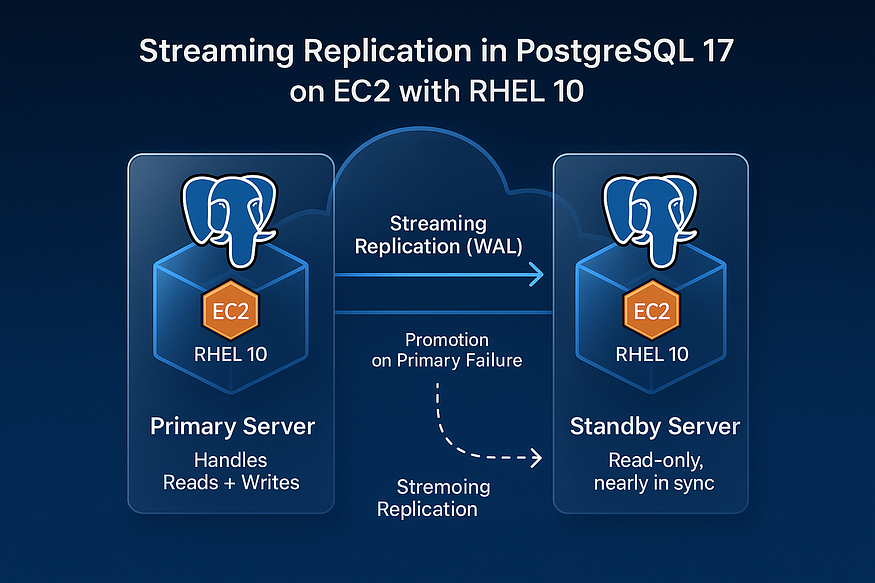 Streaming Replication in PostgreSQL 17
on EC2 with RHEL 10
EC2
RHEL 10
Primary Server
Handles
Reads + Writes
Streaming
Replication (WAL)
Promotion
on Primary Failure
Stremoing
Replication
EC2
RHEL 10
Standby Server
Read-only,
nearly in sync